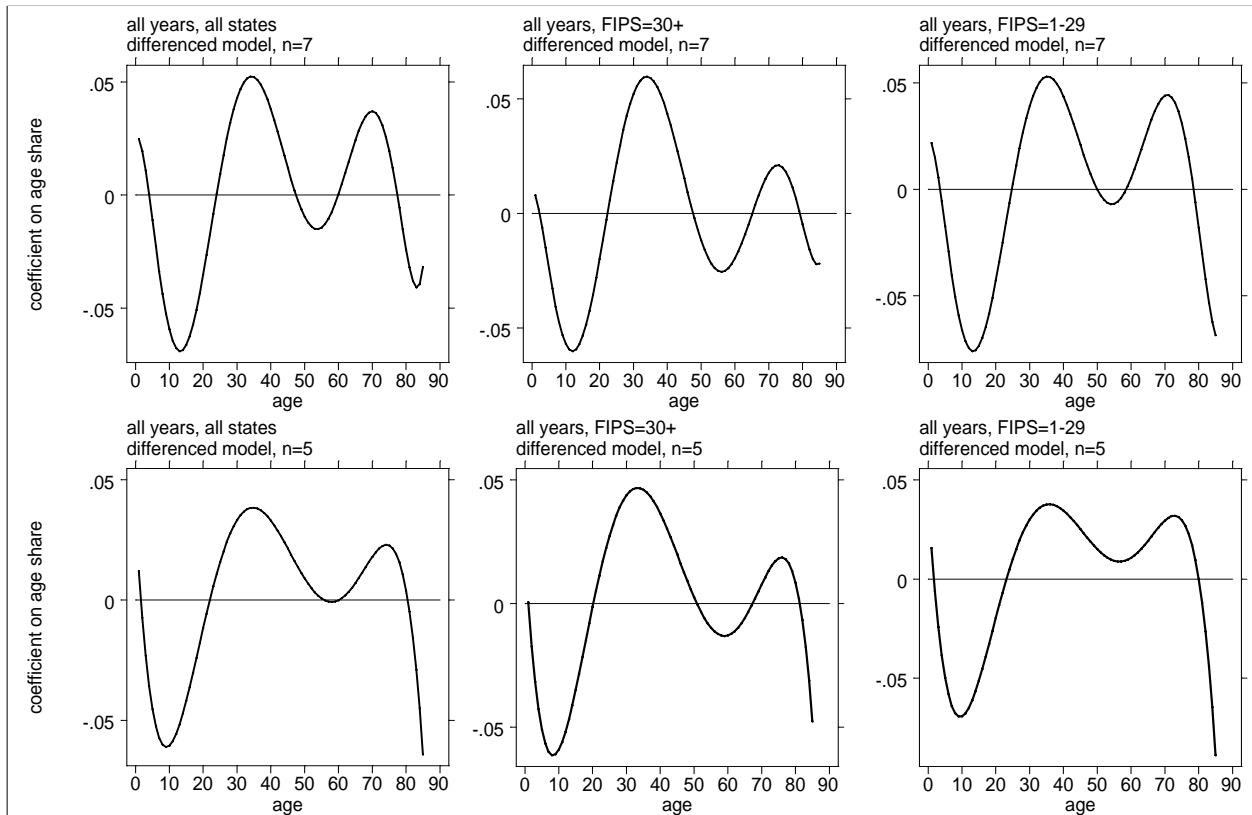 all years, all states
differenced model, n=7
.05
0
-.05
0 10 20 30 40 50 60 70 80 90
age
coefficient on age share
all years, FIPS=30+
differenced model, n=7
.05
0
-.05
0 10 20 30 40 50 60 70 80 90
age
all years, FIPS=1-29
differenced model, n=7
.05
0
-.05
0 10 20 30 40 50 60 70 80 90
age
all years, all states
differenced model, n=5
.05
0
-.05
0 10 20 30 40 50 60 70 80 90
age
coefficient on age share
all years, FIPS=30+
differenced model, n=5
.05
0
-.05
0 10 20 30 40 50 60 70 80 90
age
all years, FIPS=1-29
differenced model, n=5
.05
0
-.05
0 10 20 30 40 50 60 70 80 90
age